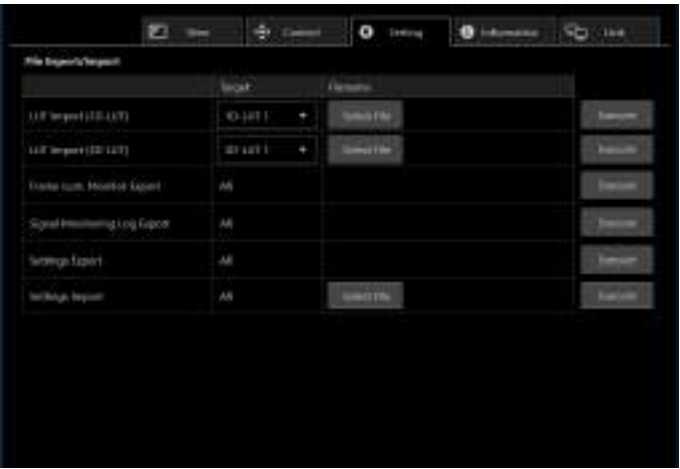 View Control Setting Information Link
File Export/Import
Target Filename
LUT Import (1D-LUT) 1D-LUT 1 Select File Execute
LUT Import (3D-LUT) 3D-LUT 1 Select File Execute
Frame Lum. Monitor Export All Execute
Signal Monitoring Log Export All Execute
Settings Export All Execute
Settings Import All Select File Execute